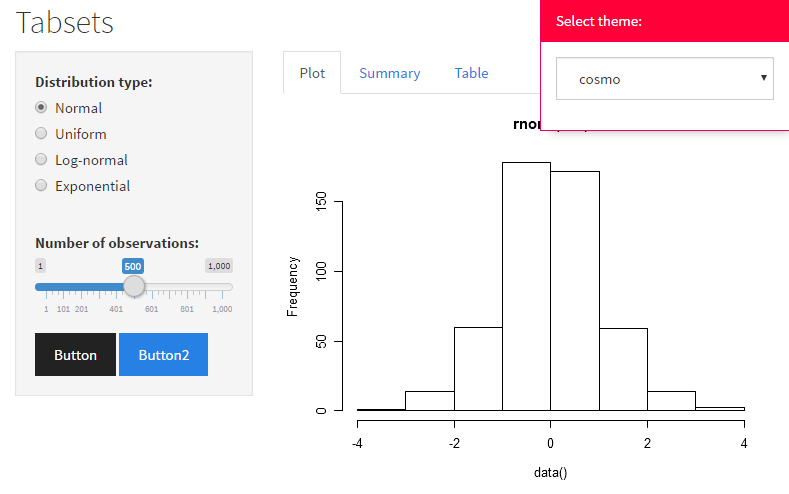 Tabsets
Select theme:
cosmo
Distribution type:
Normal
Uniform
Log-normal
Exponential
Number of observations:
1 500 1,000
1 101 201 401 601 801 1,000
Button Button2
Plot Summary Table
Frequency
0 50 100 150
-4 -2 0 2 4
data()